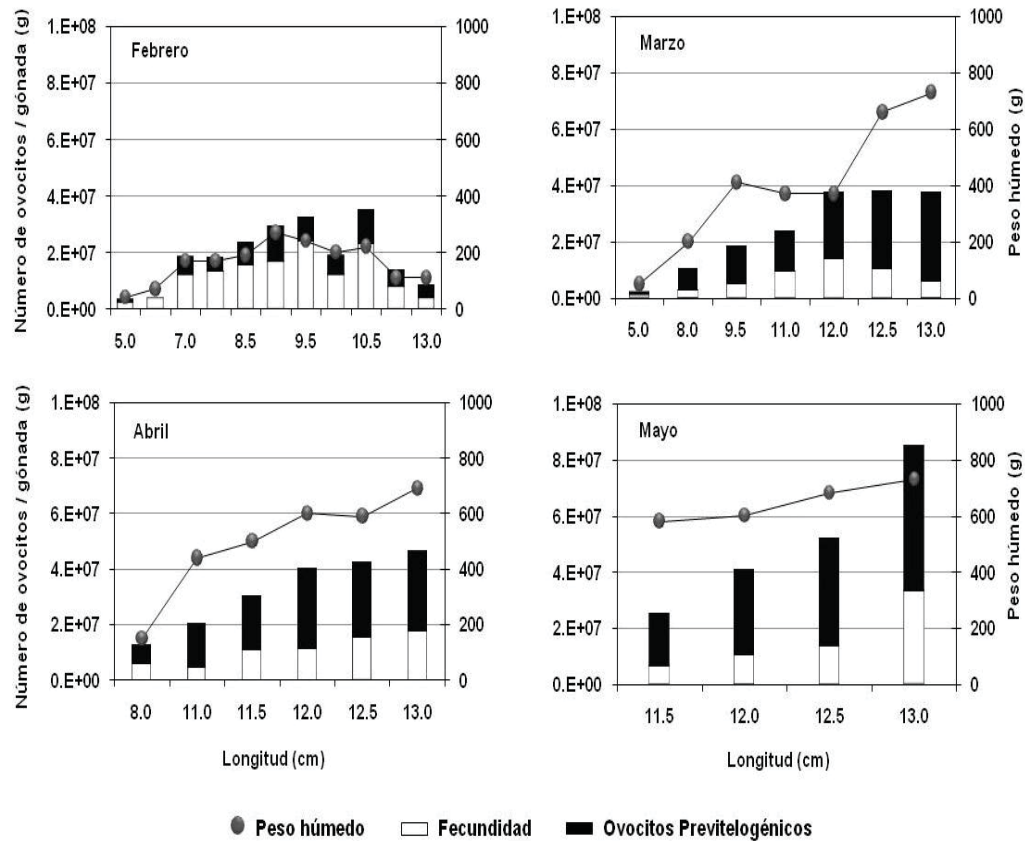 Febrero
Número de ovocitos / gónada (g)
1.E+08
8.E+07
6.E+07
4.E+07
2.E+07
0.E+00
1000
800
600
400
200
0
5.0 7.0 8.5 9.5 10.5 13.0
Marzo
1.E+08
8.E+07
6.E+07
4.E+07
2.E+07
0.E+00
1000
800
600
400
200
0
Peso húmedo (g)
5.0 8.0 9.5 11.0 12.0 12.5 13.0
Abril
Número de ovocitos / gónada (g)
1.E+08
8.E+07
6.E+07
4.E+07
2.E+07
0.E+00
1000
800
600
400
200
0
8.0 11.0 11.5 12.0 12.5 13.0
Longitud (cm)
Mayo
1.E+08
8.E+07
6.E+07
4.E+07
2.E+07
0.E+00
1000
800
600
400
200
0
Peso húmedo (g)
11.5 12.0 12.5 13.0
Longitud (cm)
Peso húmedo Fecundidad Ovocitos Previtelogénicos